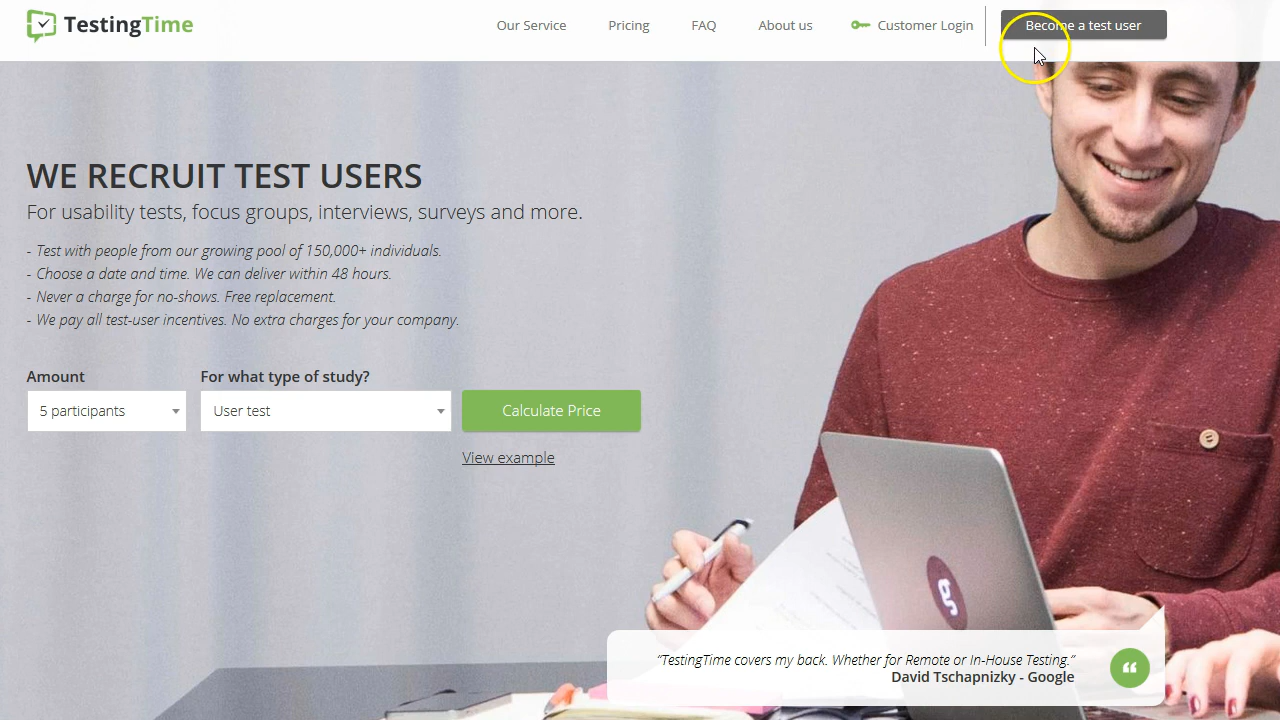 TestingTime
Our Service
Pricing
FAQ
About us
Customer Login
Become a test user
WE RECRUIT TEST USERS
For usability tests, focus groups, interviews, surveys and more.
- Test with people from our growing pool of 150,000+ individuals.
- Choose a date and time. We can deliver within 48 hours.
- Never a charge for no-shows. Free replacement.
- We pay all test-user incentives. No extra charges for your company.
Amount
For what type of study?
5 participants
User test
Calculate Price
View example
“TestingTime covers my back. Whether for Remote or In-House Testing.”
David Tschapnizky - Google